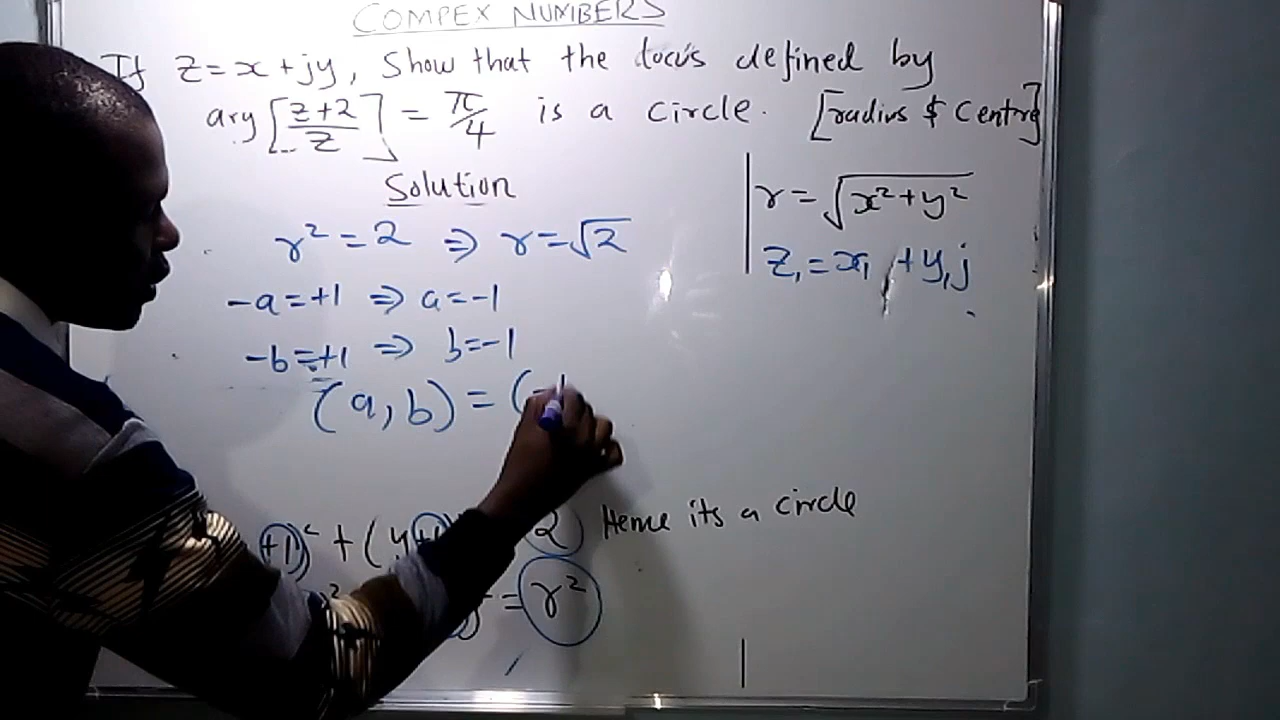 COMPEX NUMBERS
If z=x+jy, Show that the locus defined by
arg [z+2/z] = π/4 is a circle. [radius & Centre]
Solution
r = √x²+y²
r² = 2 ⇒ r=√2
z₁ = x₁ + y₁j
-a=+1 ⇒ a=-1
-b=+1 ⇒ b=-1
(a, b) = (-1
+1)² + (y+1) 2 Hence its a circle
² = r²